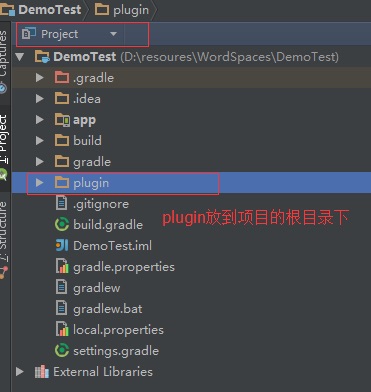 DemoTest plugin
Captures
Project
1: Project
7: Structure
DemoTest (D:\resoures\WordSpaces\DemoTest)
.gradle
.idea
app
build
gradle
plugin
.gitignore
plugin放到项目的根目录下
build.gradle
DemoTest.iml
gradle.properties
gradlew
gradlew.bat
local.properties
settings.gradle
External Libraries